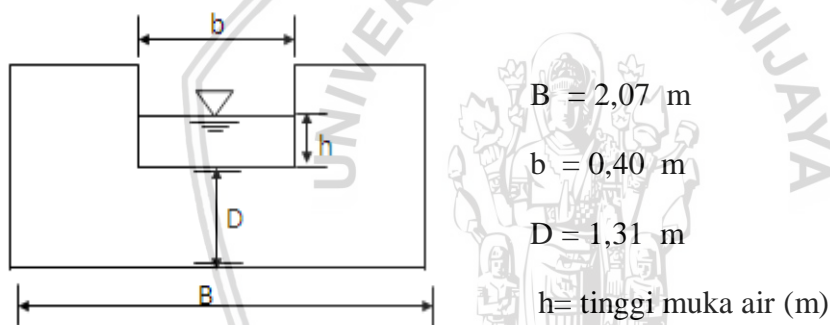 b
h
D
B
B = 2,07 m
b = 0,40 m
D = 1,31 m
h= tinggi muka air (m)